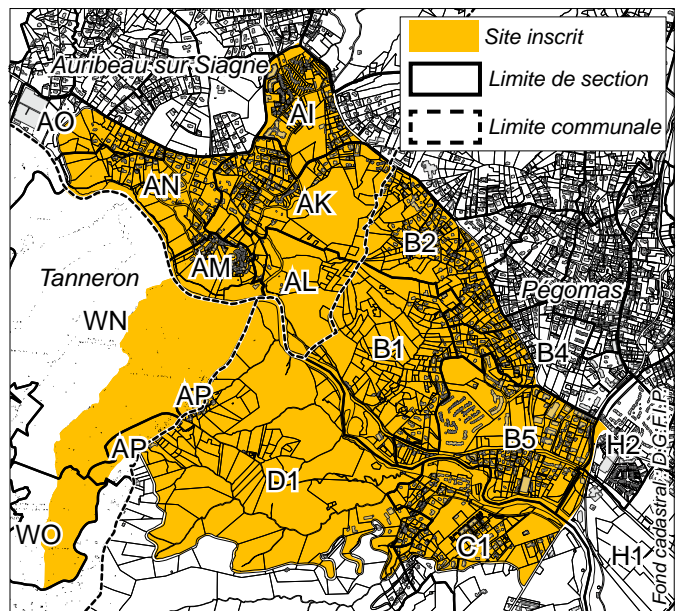 Site inscrit
Limite de section
Limite communale
Auribeau sur Siagne
AO
AI
AN
AK
B2
AM
AL
Tanneron
Pégomas
WN
B1
B4
AP
AP
B5
H2
D1
WO
C1
H1
Fond cadastral : D.G.F.I.P.